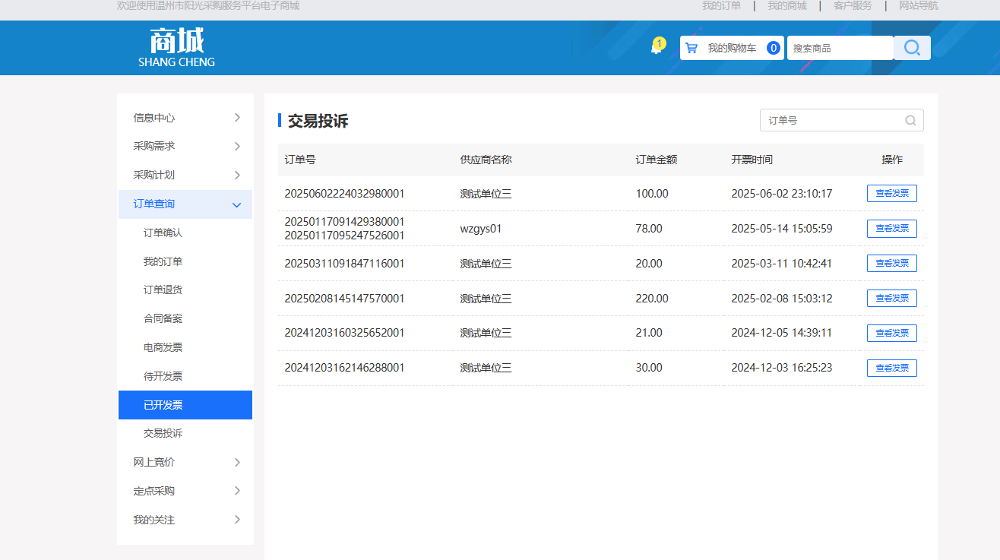 欢迎使用温州市阳光采购服务平台电子商城
我的订单 | 我的商城 | 客户服务 | 网站导航
商城
SHANG CHENG
1
我的购物车 0
搜索商品
信息中心
采购需求
采购计划
订单查询
订单确认
我的订单
订单退货
合同备案
电商发票
待开发票
已开发票
交易投诉
网上竞价
定点采购
我的关注
交易投诉
订单号
订单号 供应商名称 订单金额 开票时间 操作
20250602224032980001 测试单位三 100.00 2025-06-02 23:10:17 查看发票
20250117091429380001
20250117095247526001 wzgys01 78.00 2025-05-14 15:05:59 查看发票
20250311091847116001 测试单位三 20.00 2025-03-11 10:42:41 查看发票
20250208145147570001 测试单位三 220.00 2025-02-08 15:03:12 查看发票
20241203160325652001 测试单位三 21.00 2024-12-05 14:39:11 查看发票
20241203162146288001 测试单位三 30.00 2024-12-03 16:25:23 查看发票